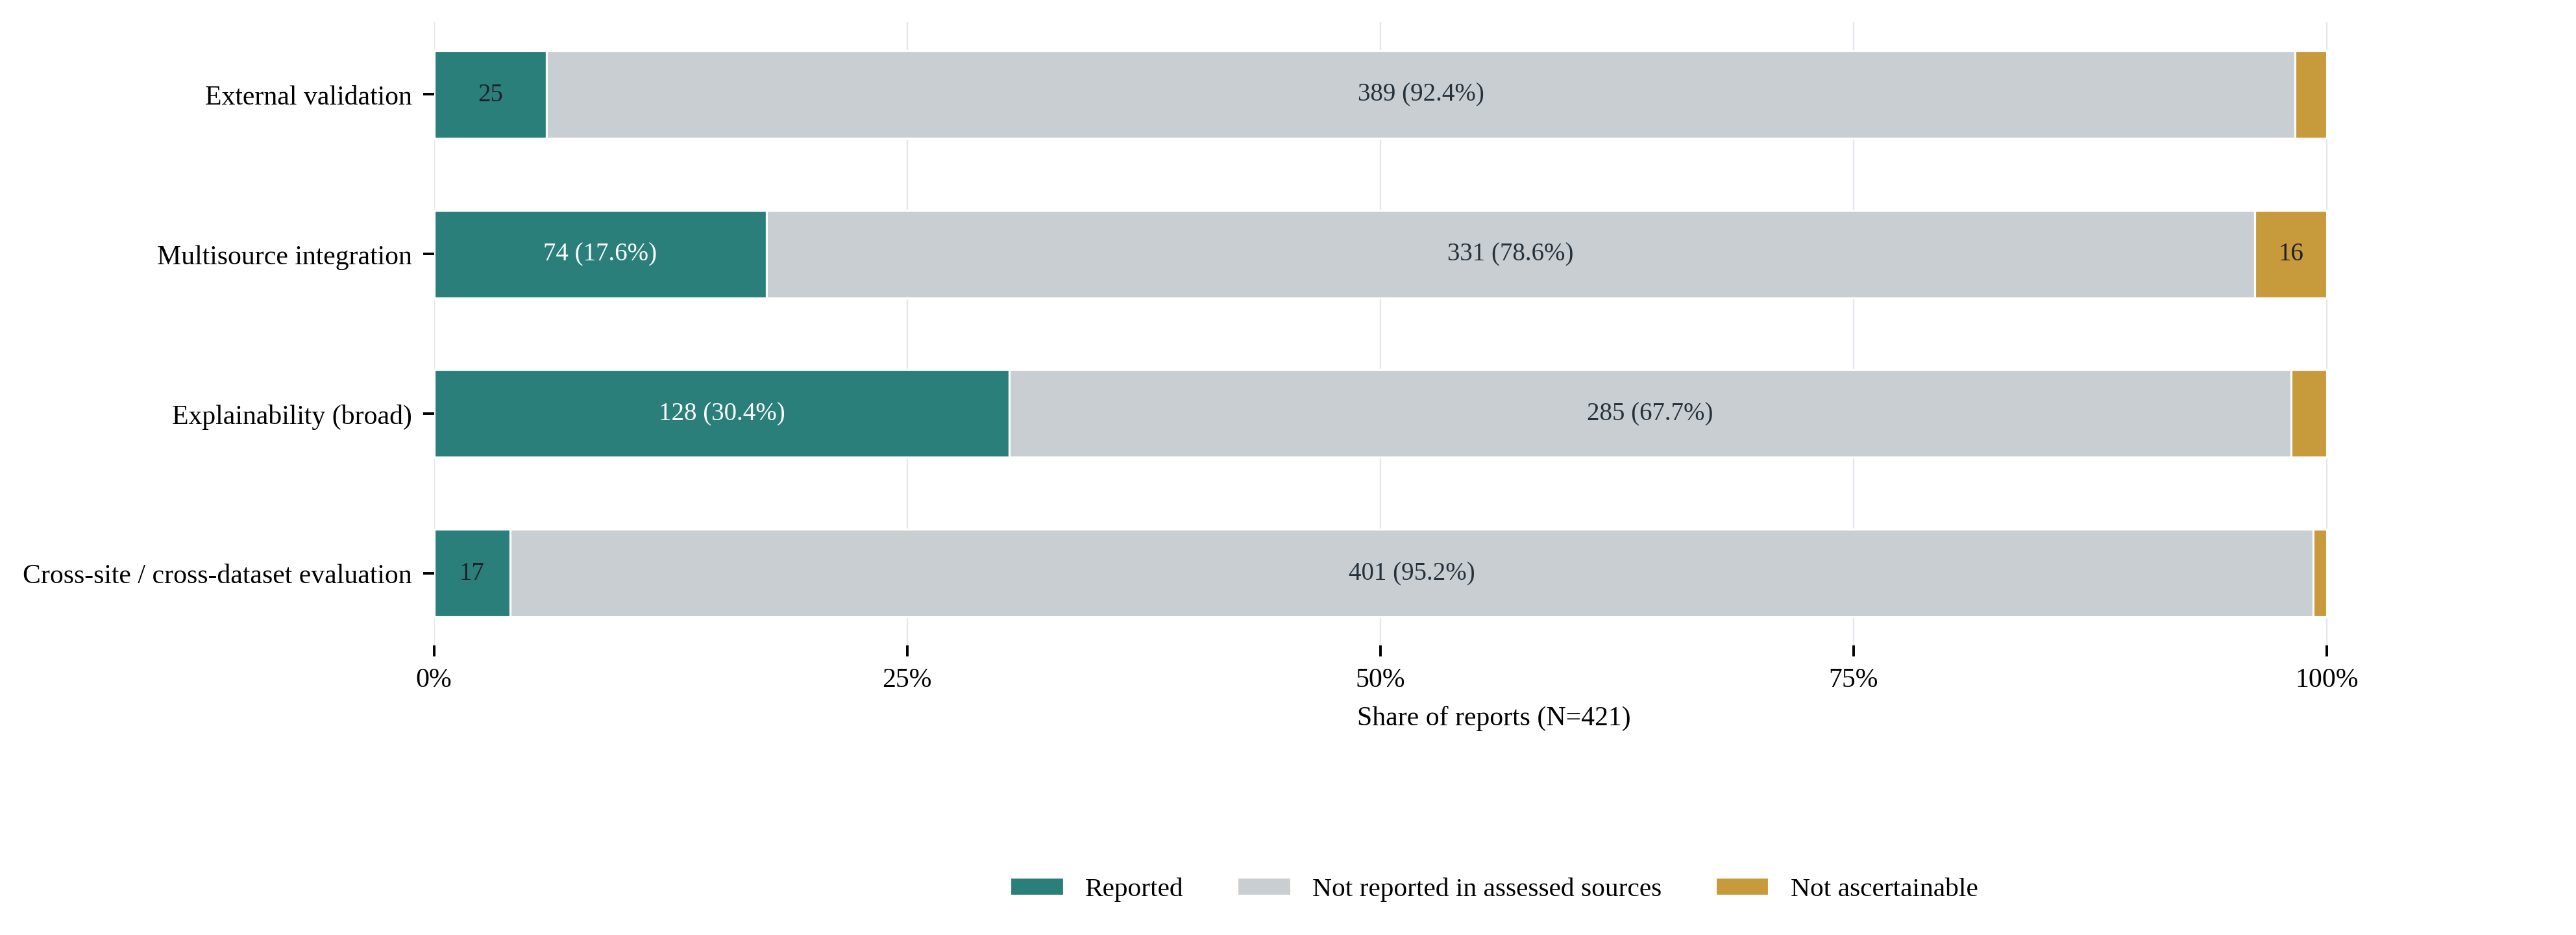 External validation
25
389 (92.4%)
Multisource integration
74 (17.6%)
331 (78.6%)
16
Explainability (broad)
128 (30.4%)
285 (67.7%)
Cross-site / cross-dataset evaluation
17
401 (95.2%)
0%
25%
50%
75%
100%
Share of reports (N=421)
Reported
Not reported in assessed sources
Not ascertainable